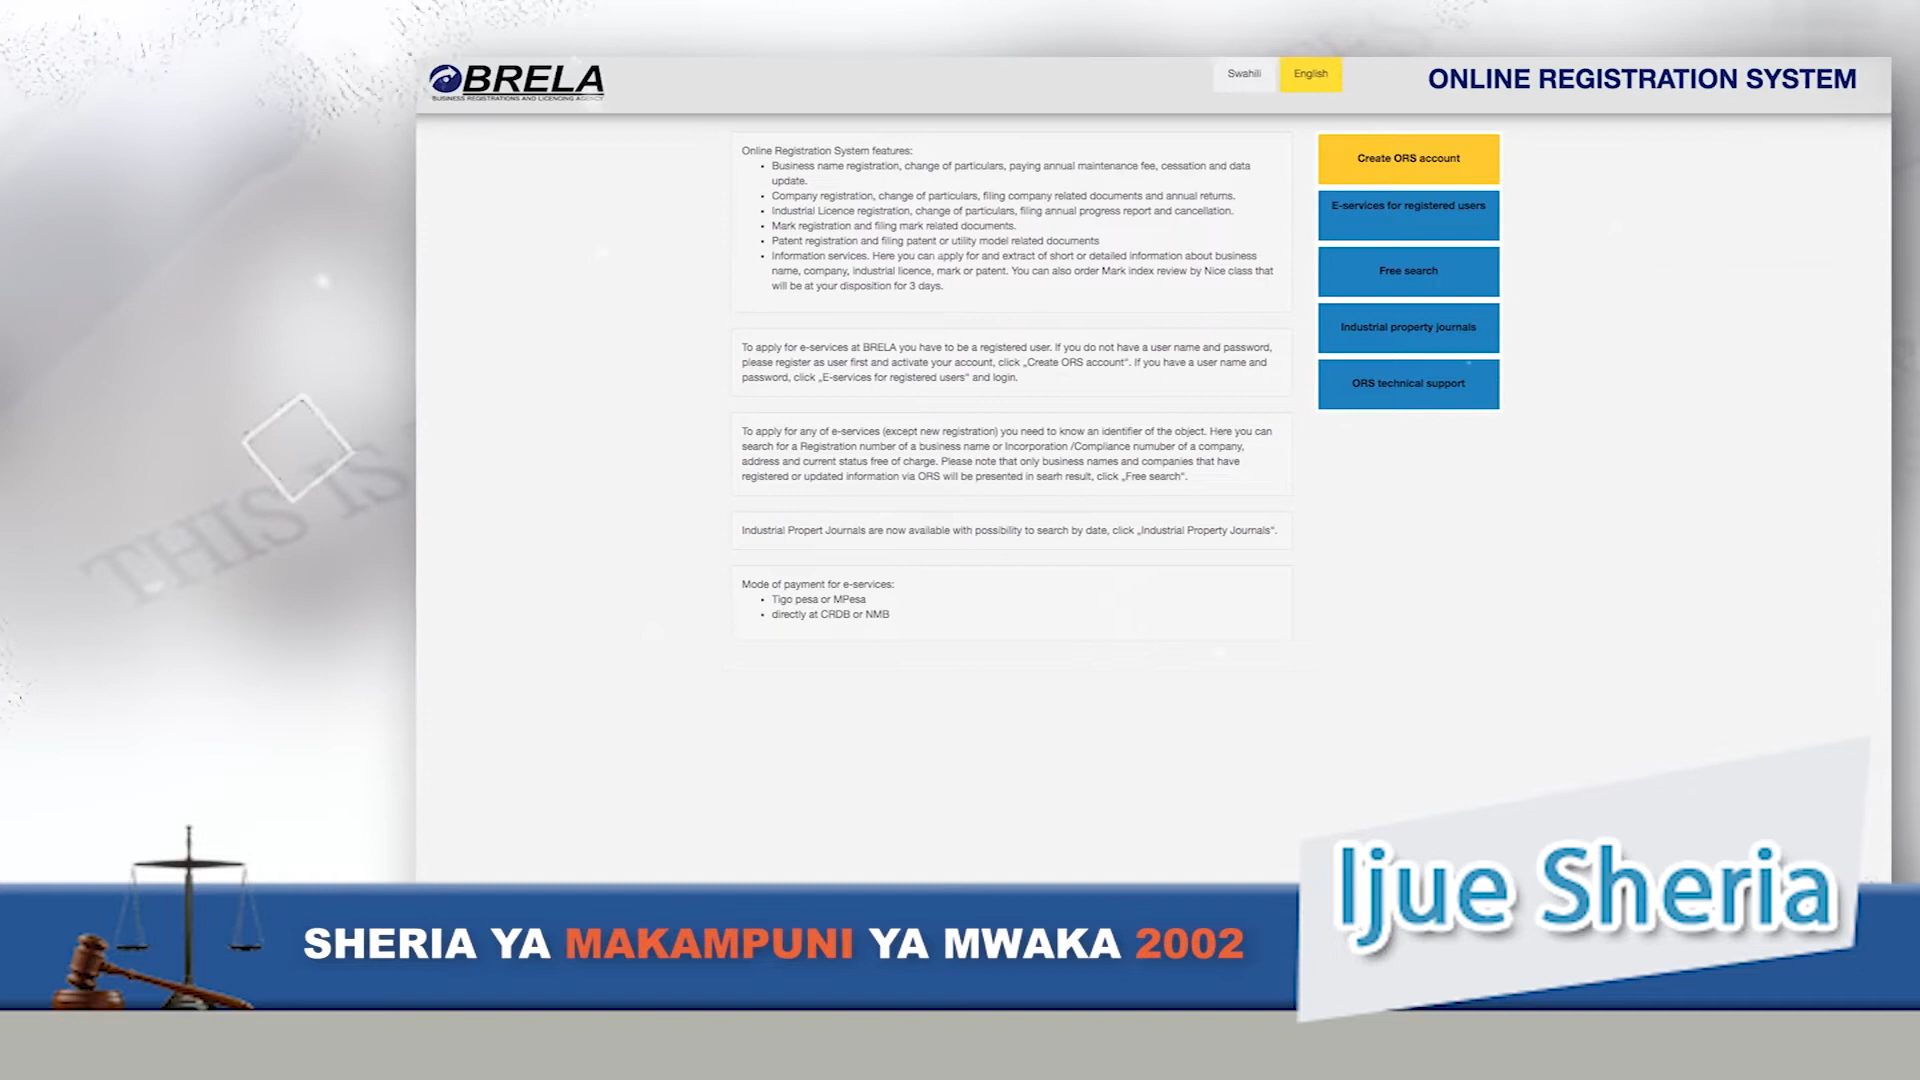 BRELA
BUSINESS REGISTRATIONS AND LICENCING AGENCY
Swahili
English
ONLINE REGISTRATION SYSTEM
Online Registration System features:
• Business name registration, change of particulars, paying annual maintenance fee, cessation and data
update.
• Company registration, change of particulars, filing company related documents and annual returns.
• Industrial Licence registration, change of particulars, filing annual progress report and cancellation.
• Mark registration and filing mark related documents.
• Patent registration and filing patent or utility model related documents
• Information services. Here you can apply for and extract of short or detailed information about business
name, company, industrial licence, mark or patent. You can also order Mark index review by Nice class that
will be at your disposition for 3 days.
To apply for e-services at BRELA you have to be a registered user. If you do not have a user name and password,
please register as user first and activate your account, click „Create ORS account“. If you have a user name and
password, click „E-services for registered users“ and login.
To apply for any of e-services (except new registration) you need to know an identifier of the object. Here you can
search for a Registration number of a business name or Incorporation /Compliance numuber of a company,
address and current status free of charge. Please note that only business names and companies that have
registered or updated information via ORS will be presented in searh result, click „Free search“.
Industrial Propert Journals are now available with possibility to search by date, click „Industrial Property Journals“.
Mode of payment for e-services:
• Tigo pesa or MPesa
• directly at CRDB or NMB
Create ORS account
E-services for registered users
Free search
Industrial property journals
ORS technical support
THIS IS
SHERIA YA MAKAMPUNI YA MWAKA 2002
Ijue Sheria